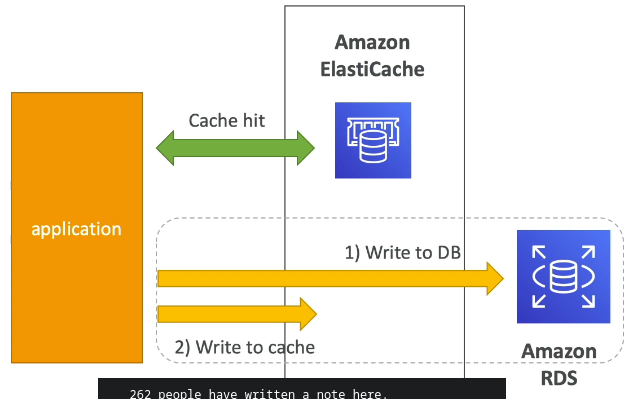 Amazon
ElastiCache
Cache hit
application
1) Write to DB
2) Write to cache
Amazon
RDS
262 people have written a note here.